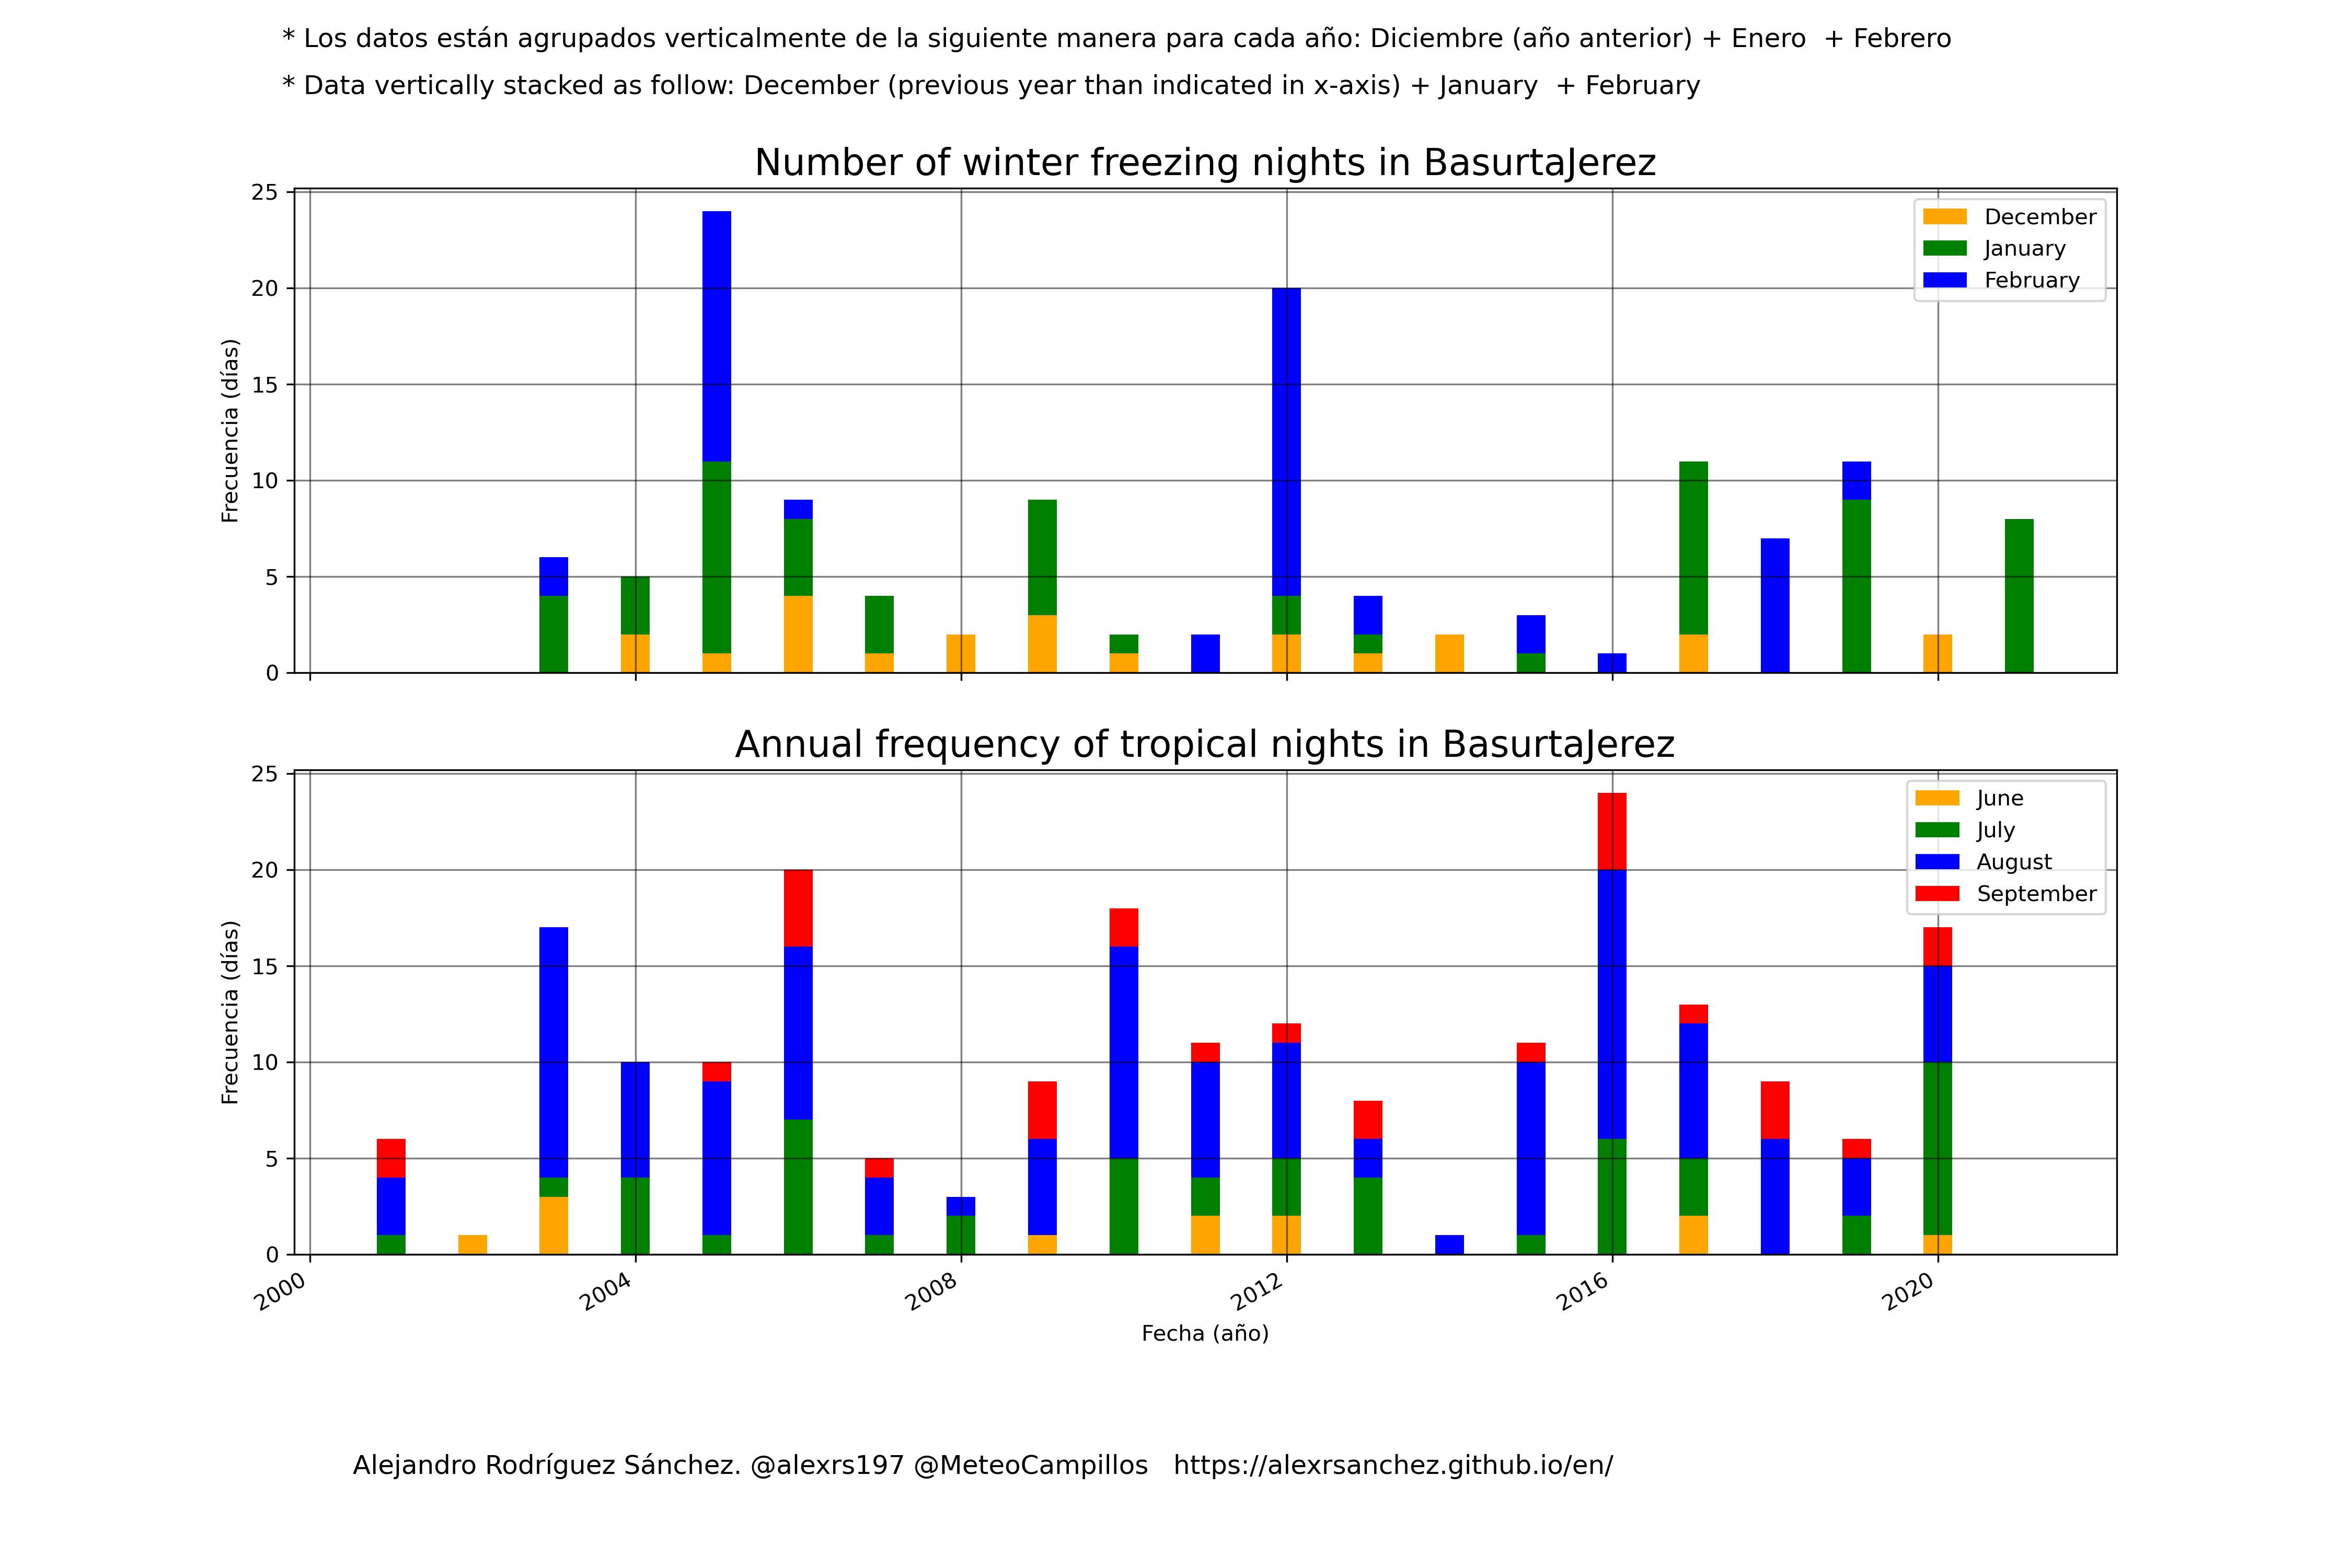 * Los datos están agrupados verticalmente de la siguiente manera para cada año: Diciembre (año anterior) + Enero  + Febrero
* Data vertically stacked as follow: December (previous year than indicated in x-axis) + January  + February
Number of winter freezing nights in BasurtaJerez
25
20
15
10
5
0
Frecuencia (días)
December
January
February
Annual frequency of tropical nights in BasurtaJerez
25
20
15
10
5
0
Frecuencia (días)
June
July
August
September
2000
2004
2008
2012
2016
2020
Fecha (año)
Alejandro Rodríguez Sánchez. @alexrs197 @MeteoCampillos   https://alexrsanchez.github.io/en/